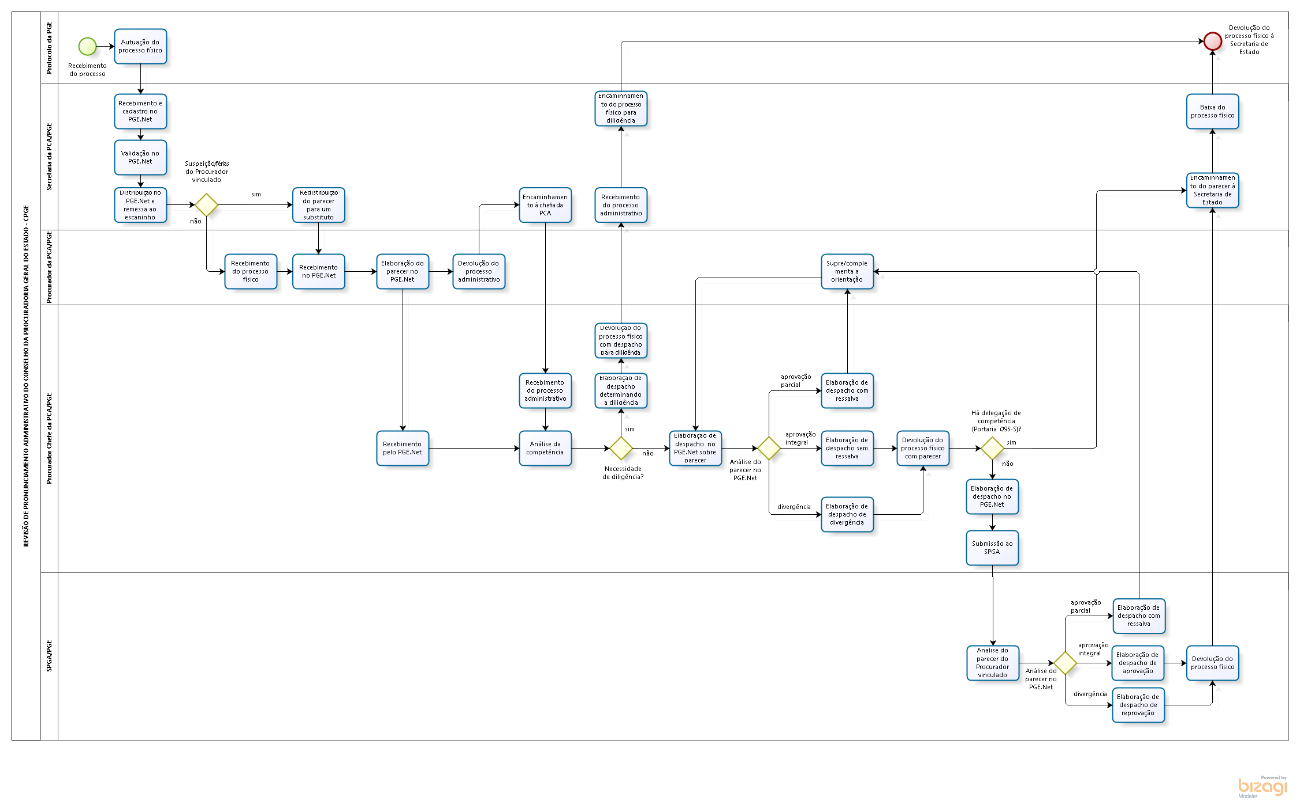 REVISÃO DE PRONUNCIAMENTO ADMINISTRATIVO DO CONSELHO DA PROCURADORIA GERAL DO ESTADO - CPGE
Protocolo da PGE
Recebimento
do processo
Autuação do
processo físico
Devolução do
processo físico à
Secretaria de
Estado
Secretaria da PCA/PGE
Recebimento e
cadastro no
PGE.Net
Validação no
PGE.Net
Distribuição no
PGE.Net e
remessa ao
escaninho
Suspeição/férias
do Procurador
vinculado
sim
não
Redistribuição
do parecer
para um
substituto
Encaminhamen
to à chefa da
PCA
Encaminhamen
to do processo
físico para
diligência
Recebimento
do processo
administrativo
Baixa do
processo físico
Encaminhamen
to do parecer à
Secretaria de
Estado
Procurador da PCA/PGE
Recebimento
do processo
físico
Recebimento
no PGE.Net
Elaboração do
parecer no
PGE.Net
Devolução do
processo
administrativo
Supre/comple
menta a
orientação
Procurador Chefe da PCA/PGE
Devolução do
processo físico
com despacho
para diligência
Elaboração de
despacho
determinando
a diligência
Recebimento
do processo
administrativo
Recebimento
pelo PGE.Net
Análise da
competência
sim
não
Necessidade
de diligência?
Elaboração de
despacho no
PGE.Net sobre
parecer
Análise do
parecer no
PGE.Net
aprovação
parcial
aprovação
integral
divergência
Elaboração de
despacho com
ressalva
Elaboração de
despacho sem
ressalva
Elaboração de
despacho de
divergência
Devolução do
processo físico
com parecer
Há delegação de
competência
(Portaria 095-S)?
sim
não
Elaboração de
despacho no
PGE.Net
Submissão ao
SPGA
SPGA/PGE
Análise do
parecer do
Procurador
vinculado
Análise do
parecer no
PGE.Net
aprovação
parcial
aprovação
integral
divergência
Elaboração de
despacho com
ressalva
Elaboração de
despacho de
aprovação
Elaboração de
despacho de
reprovação
Devolução do
processo físico
Powered by
bizagi
Modeler